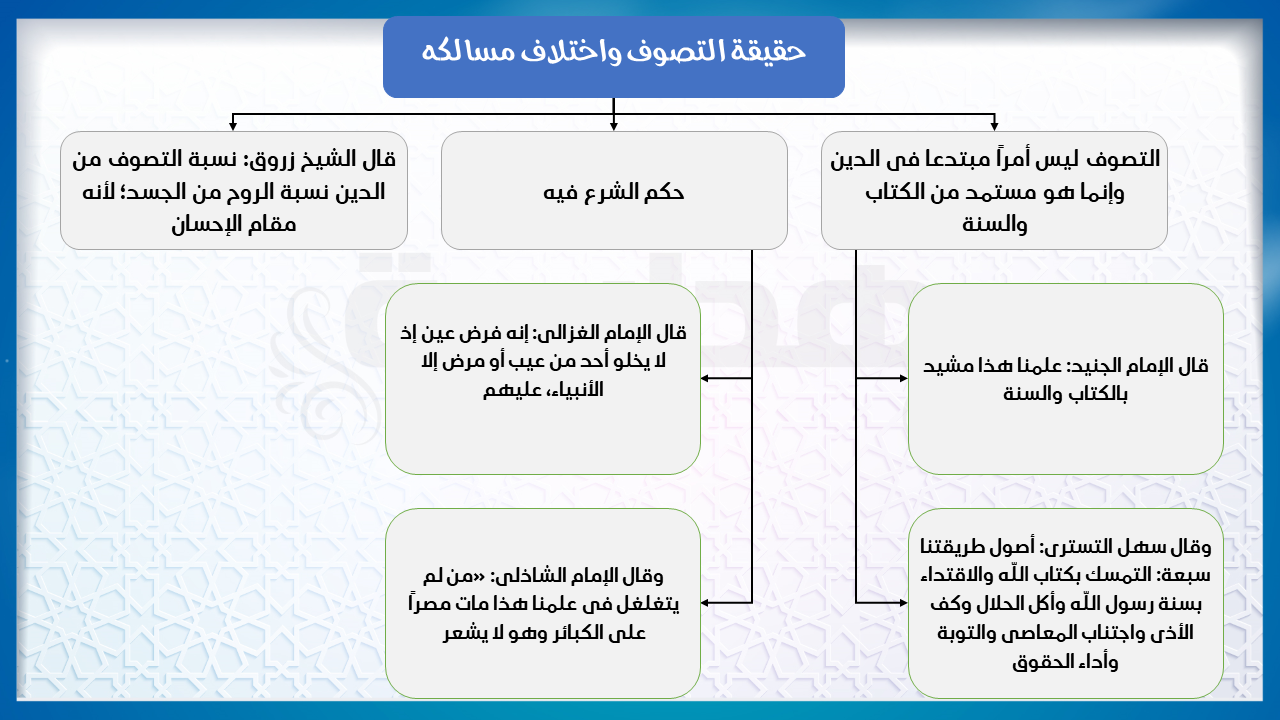 حقيقة التصوف واختلاف مسالكه
التصوف ليس أمراً مبتدعا فى الدين
وإنما هو مستمد من الكتاب
والسنة
قال الإمام الجنيد: علمنا هذا مشيد
بالكتاب والسنة
وقال سهل التسترى: أصول طريقتنا
سبعة: التمسك بكتاب الله والاقتداء
بسنة رسول الله وأكل الحلال وكف
الأذى واجتناب المعاصى والتوبة
وأداء الحقوق
حكم الشرع فيه
قال الإمام الغزالى: إنه فرض عين إذ
لا يخلو أحد من عيب أو مرض إلا
الأنبياء، عليهم
وقال الإمام الشاذلى: «من لم
يتغلغل فى علمنا هذا مات مصراً
على الكبائر وهو لا يشعر
قال الشيخ زروق: نسبة التصوف من
الدين نسبة الروح من الجسد؛ لأنه
مقام الإحسان